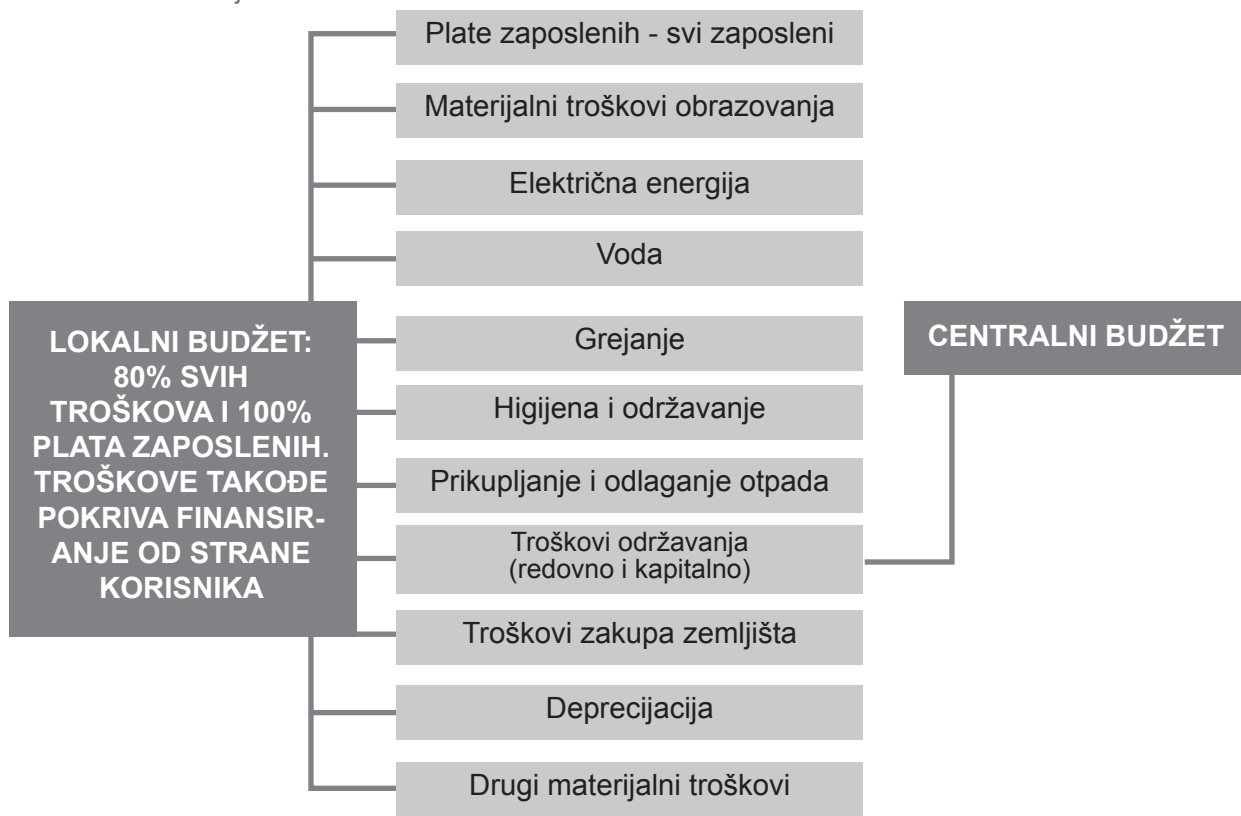 Plate zaposlenih - svi zaposleni
Materijalni troškovi obrazovanja
Električna energija
Voda
LOKALNI BUDŽET:
80% SVIH
TROŠKOVA I 100%
PLATA ZAPOSLENIH.
TROŠKOVE TAKOĐE
POKRIVA FINANSIR-
ANJE OD STRANE
KORISNIKA
Grejanje
Higijena i održavanje
Prikupljanje i odlaganje otpada
Troškovi održavanja
(redovno i kapitalno)
Troškovi zakupa zemljišta
Deprecijacija
Drugi materijalni troškovi
CENTRALNI BUDŽET